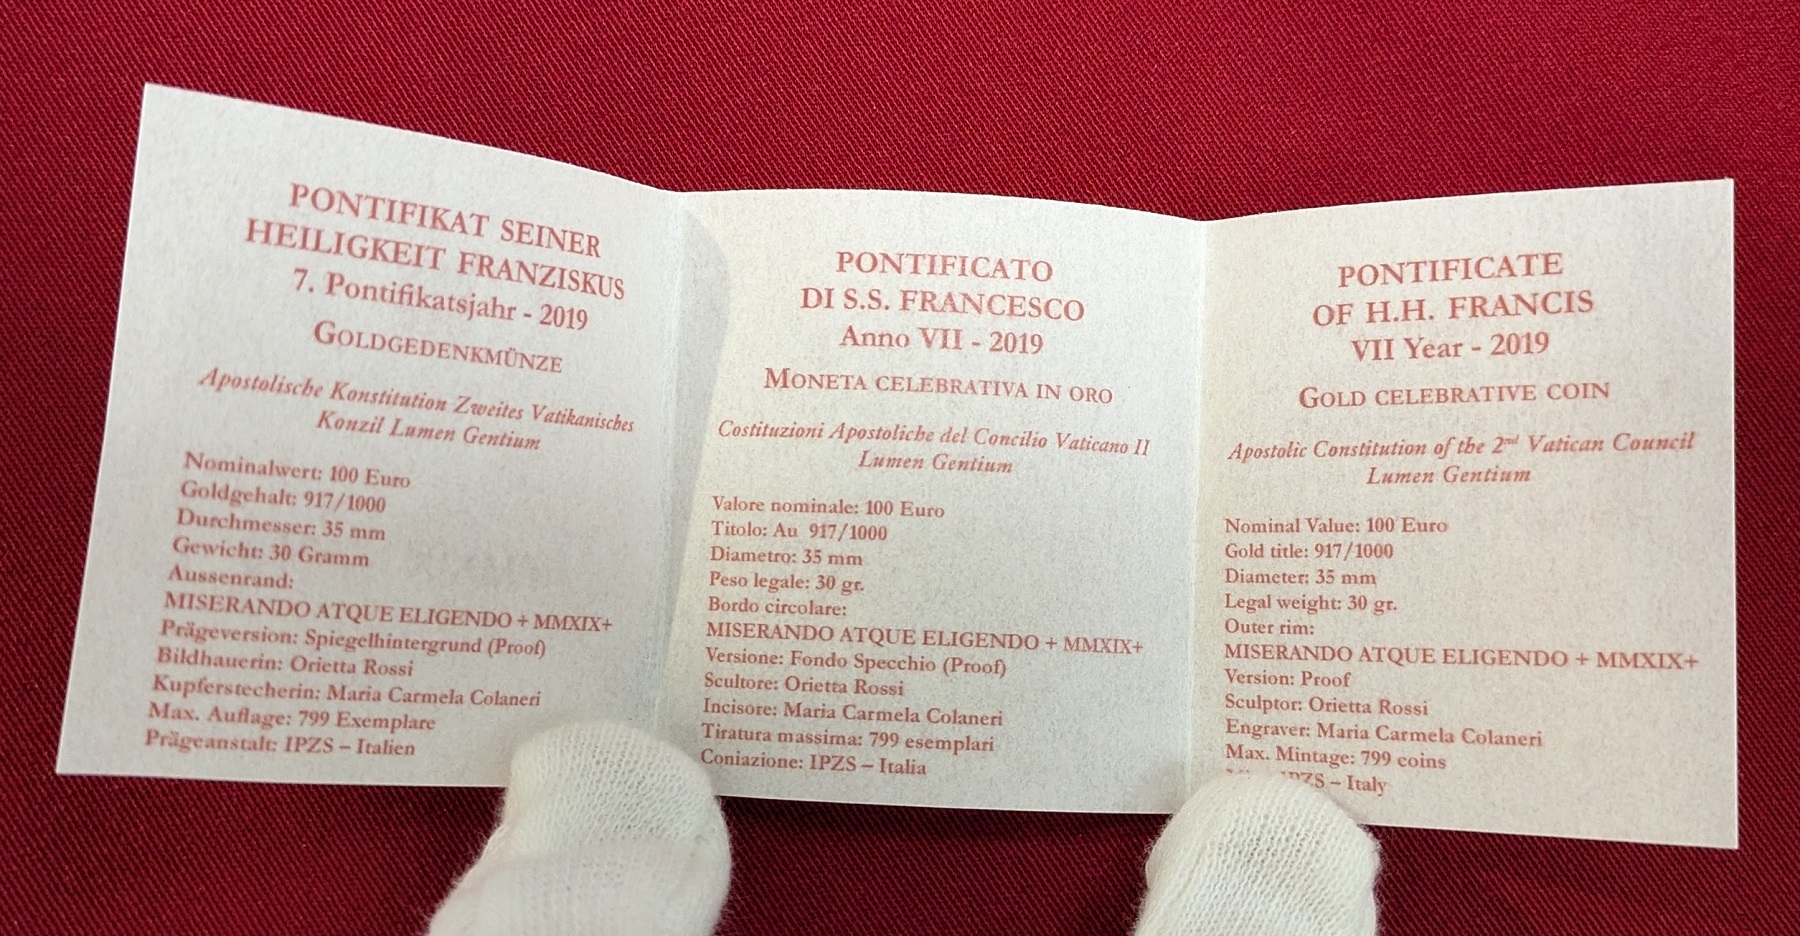 PONTIFIKAT SEINER
HEILIGKEIT FRANZISKUS
7. Pontifikatsjahr - 2019
GOLDGEDENKMÜNZE
Apostolische Konstitution Zweites Vatikanisches
Konzil Lumen Gentium
Nominalwert: 100 Euro
Goldgehalt: 917/1000
Durchmesser: 35 mm
Gewicht: 30 Gramm
Aussenrand:
MISERANDO ATQUE ELIGENDO + MMXIX+
Prägeversion: Spiegelhintergrund (Proof)
Bildhauerin: Orietta Rossi
Kupferstecherin: Maria Carmela Colaneri
Max. Auflage: 799 Exemplare
Prägeanstalt: IPZS – Italien
PONTIFICATO
DI S.S. FRANCESCO
Anno VII - 2019
MONETA CELEBRATIVA IN ORO
Costituzioni Apostoliche del Concilio Vaticano II
Lumen Gentium
Valore nominale: 100 Euro
Titolo: Au 917/1000
Diametro: 35 mm
Peso legale: 30 gr.
Bordo circolare:
MISERANDO ATQUE ELIGENDO + MMXIX+
Versione: Fondo Specchio (Proof)
Scultore: Orietta Rossi
Incisore: Maria Carmela Colaneri
Tiratura massima: 799 esemplari
Coniazione: IPZS – Italia
PONTIFICATE
OF H.H. FRANCIS
VII Year - 2019
GOLD CELEBRATIVE COIN
Apostolic Constitution of the 2nd Vatican Council
Lumen Gentium
Nominal Value: 100 Euro
Gold title: 917/1000
Diameter: 35 mm
Legal weight: 30 gr.
Outer rim:
MISERANDO ATQUE ELIGENDO + MMXIX+
Version: Proof
Sculptor: Orietta Rossi
Engraver: Maria Carmela Colaneri
Max. Mintage: 799 coins
IPZS – Italy